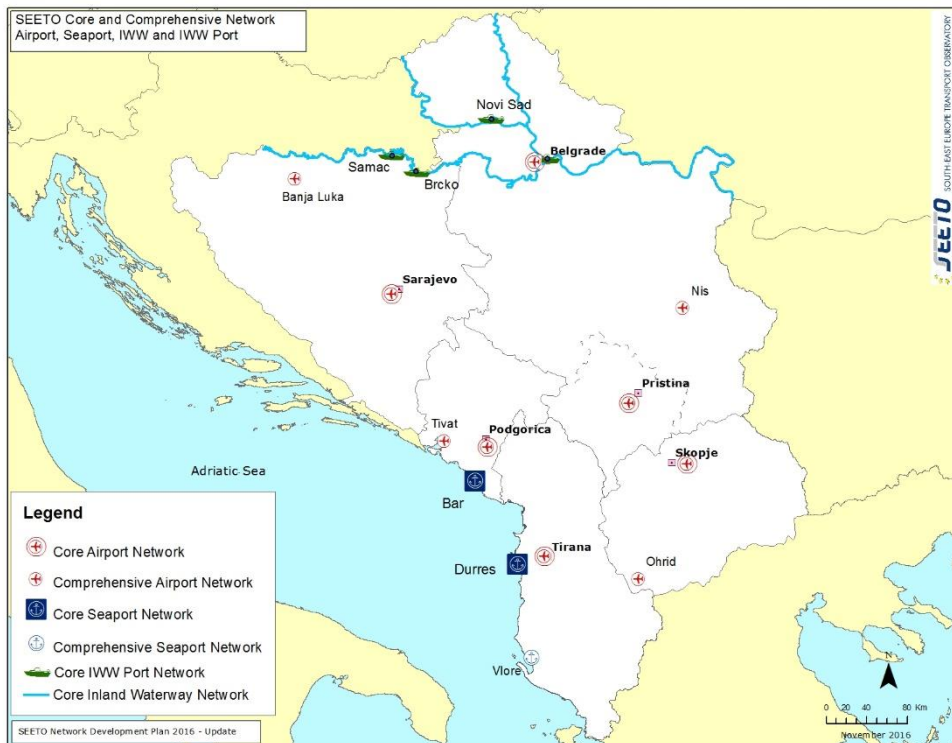 SEETO Core and Comprehensive Network
Airport, Seaport, IWW and IWW Port
SOUTH-EAST EUROPE TRANSPORT OBSERVATORY
SEETO
Novi Sad
Belgrade
Samac
Brcko
Banja Luka
Sarajevo
Nis
Pristina
Tivat
Podgorica
Skopje
Adriatic Sea
Bar
Legend
Core Airport Network
Comprehensive Airport Network
Core Seaport Network
Comprehensive Seaport Network
Core IWW Port Network
Core Inland Waterway Network
Tirana
Durres
Ohrid
Vlore
N
0 20 40 80 Km
November 2016
SEETO Network Development Plan 2016 - Update